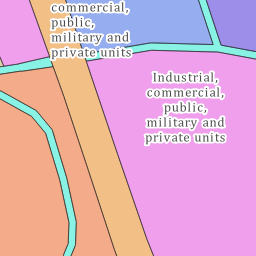 commercial,
public,
military and
private units
Industrial,
commercial,
public,
military and
private units